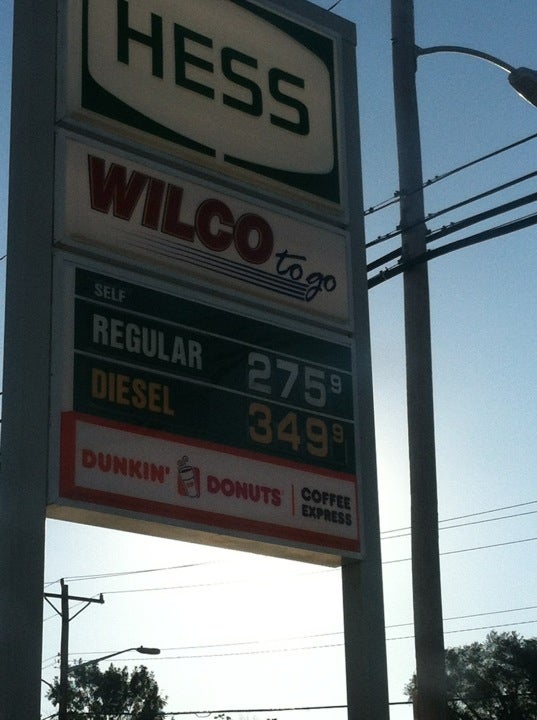 HESS
WILCO
to go
SELF
REGULAR 275 9
DIESEL 349 9
DUNKIN' DONUTS COFFEE
EXPRESS